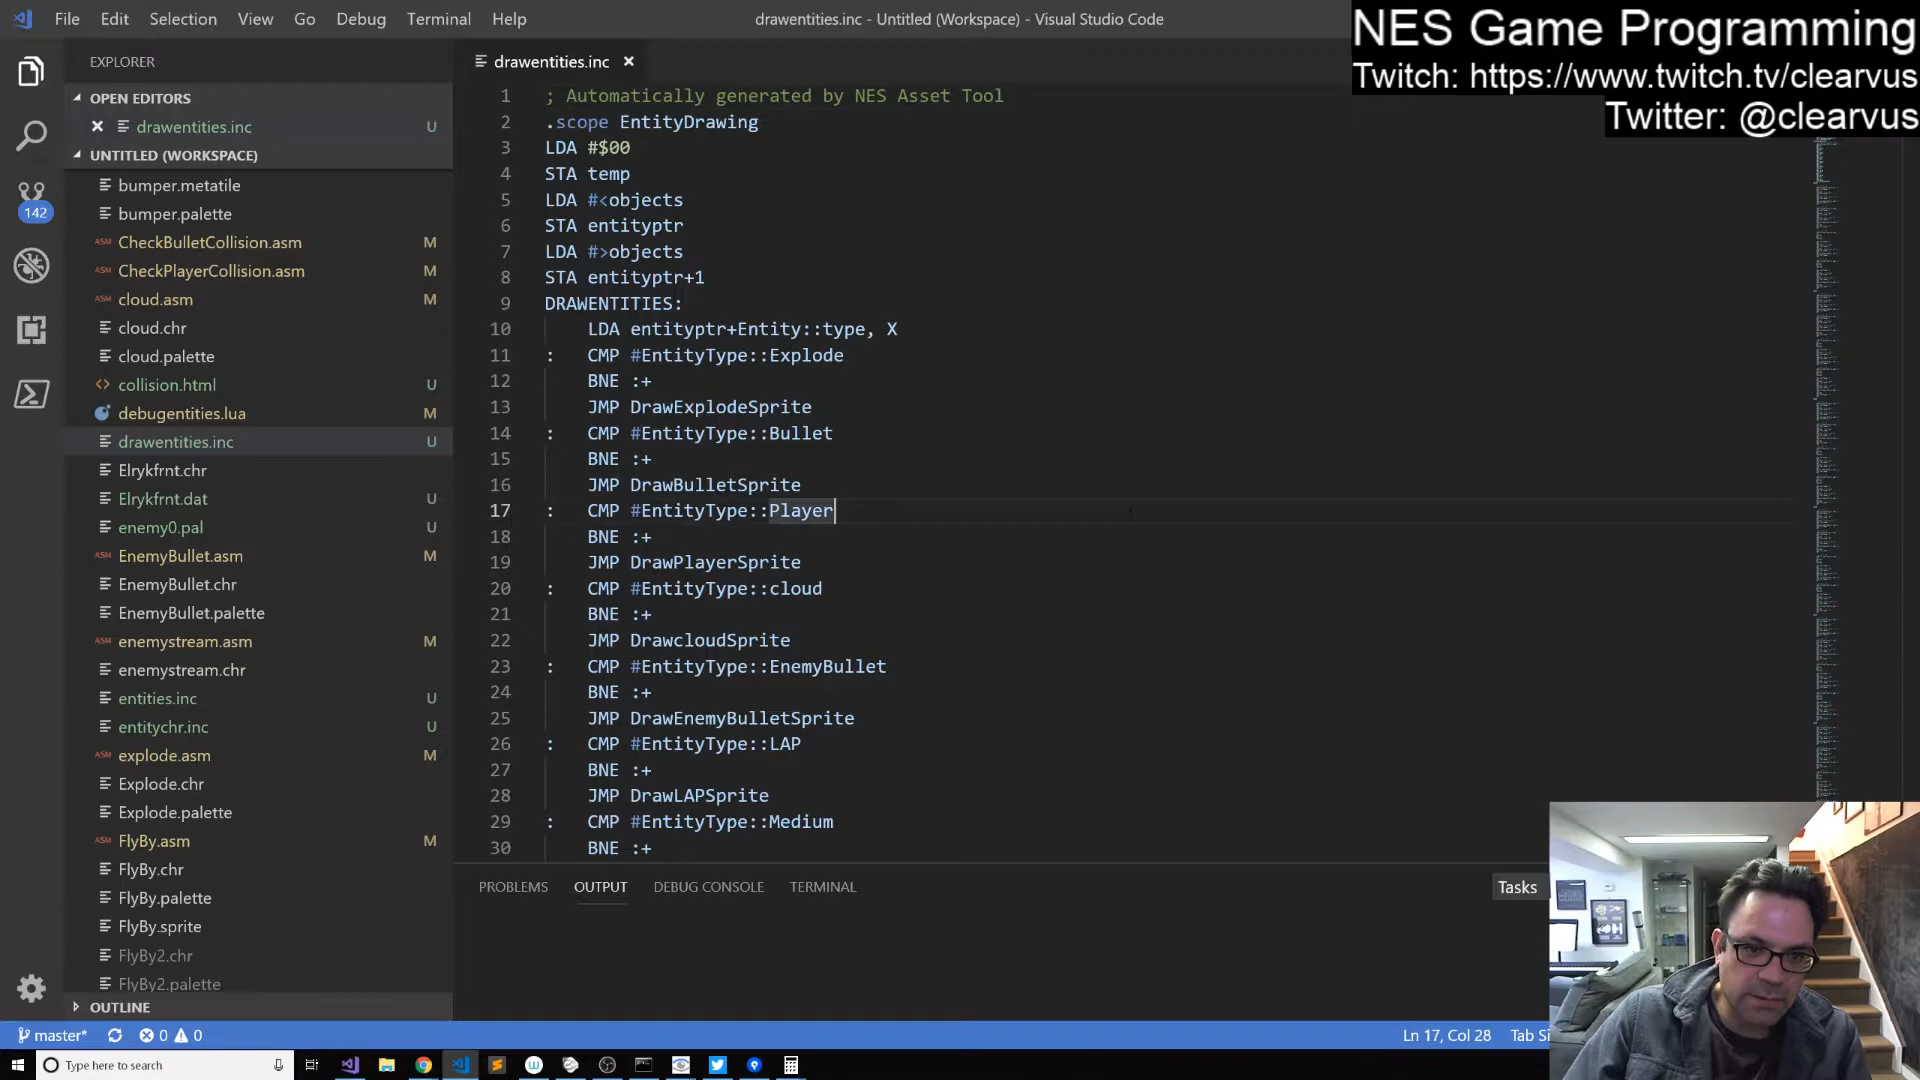 File Edit Selection View Go Debug Terminal Help
drawentities.inc - Untitled (Workspace) - Visual Studio Code
NES Game Programming
Twitch: https://www.twitch.tv/clearvus
Twitter: @clearvus
EXPLORER
OPEN EDITORS
drawentities.inc U
UNTITLED (WORKSPACE)
142
bumper.metatile
bumper.palette
ASM CheckBulletCollision.asm M
ASM CheckPlayerCollision.asm M
ASM cloud.asm M
cloud.chr
cloud.palette
<> collision.html U
debugentities.lua M
drawentities.inc U
Elrykfrnt.chr
Elrykfrnt.dat U
enemy0.pal U
ASM EnemyBullet.asm M
EnemyBullet.chr
EnemyBullet.palette
ASM enemystream.asm M
enemystream.chr
entities.inc U
entitychr.inc U
ASM explode.asm M
Explode.chr
Explode.palette
ASM FlyBy.asm M
FlyBy.chr
FlyBy.palette
FlyBy.sprite
FlyBy2.chr
FlyBy2.palette
OUTLINE
drawentities.inc
1 ; Automatically generated by NES Asset Tool
2 .scope EntityDrawing
3 LDA #$00
4 STA temp
5 LDA #<objects
6 STA entityptr
7 LDA #>objects
8 STA entityptr+1
9 DRAWENTITIES:
10 LDA entityptr+Entity::type, X
11 : CMP #EntityType::Explode
12 BNE :+
13 JMP DrawExplodeSprite
14 : CMP #EntityType::Bullet
15 BNE :+
16 JMP DrawBulletSprite
17 : CMP #EntityType::Player
18 BNE :+
19 JMP DrawPlayerSprite
20 : CMP #EntityType::cloud
21 BNE :+
22 JMP DrawcloudSprite
23 : CMP #EntityType::EnemyBullet
24 BNE :+
25 JMP DrawEnemyBulletSprite
26 : CMP #EntityType::LAP
27 BNE :+
28 JMP DrawLAPSprite
29 : CMP #EntityType::Medium
30 BNE :+
PROBLEMS OUTPUT DEBUG CONSOLE TERMINAL
Tasks
master* 0 0
Ln 17, Col 28 Tab Si
Type here to search